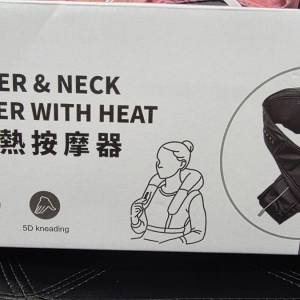 ER & NECK
ER WITH HEAT
熱按摩器
5D kneading